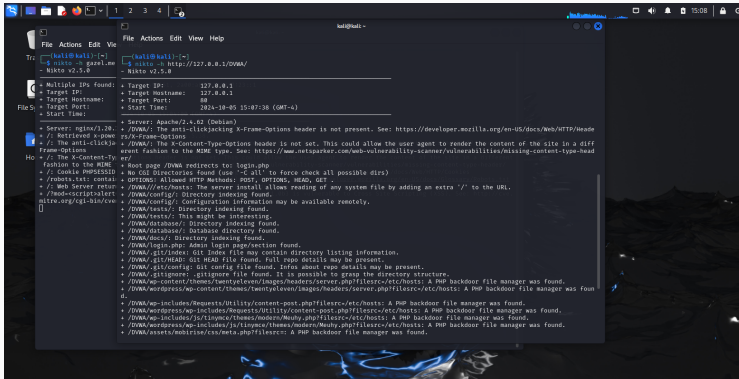 1 2 3 4
15:08
kali@kali: ~
File Actions Edit Vie
┌──(kali㉿kali)-[~]
└─$ nikto -h gazel.me
- Nikto v2.5.0
+ Multiple IPs found:
+ Target IP:
+ Target Hostname:
+ Target Port:
+ Start Time:
+ Server: nginx/1.20.
+ /: Retrieved x-powe
+ /: The anti-clickja
Frame-Options
+ /: The X-Content-Ty
fashion to the MIME
+ /: Cookie PHPSESSID
+ /robots.txt: contai
+ /: Web Server retur
+ /?mod=<script>alert
mitre.org/cgi-bin/cve
File Actions Edit View Help
┌──(kali㉿kali)-[~]
└─$ nikto -h http://127.0.0.1/DVWA/
- Nikto v2.5.0
+ Target IP: 127.0.0.1
+ Target Hostname: 127.0.0.1
+ Target Port: 80
+ Start Time: 2024-10-05 15:07:38 (GMT-4)
+ Server: Apache/2.4.62 (Debian)
+ /DVWA/: The anti-clickjacking X-Frame-Options header is not present. See: https://developer.mozilla.org/en-US/docs/Web/HTTP/Heade
rs/X-Frame-Options
+ /DVWA/: The X-Content-Type-Options header is not set. This could allow the user agent to render the content of the site in a diff
erent fashion to the MIME type. See: https://www.netsparker.com/web-vulnerability-scanner/vulnerabilities/missing-content-type-head
er/
+ Root page /DVWA redirects to: login.php
+ No CGI Directories found (use '-C all' to force check all possible dirs)
+ OPTIONS: Allowed HTTP Methods: POST, OPTIONS, HEAD, GET .
+ /DVWA///etc/hosts: The server install allows reading of any system file by adding an extra '/' to the URL.
+ /DVWA/config/: Directory indexing found.
+ /DVWA/config/: Configuration information may be available remotely.
+ /DVWA/tests/: Directory indexing found.
+ /DVWA/tests/: This might be interesting.
+ /DVWA/database/: Directory indexing found.
+ /DVWA/database/: Database directory found.
+ /DVWA/docs/: Directory indexing found.
+ /DVWA/login.php: Admin login page/section found.
+ /DVWA/.git/index: Git Index file may contain directory listing information.
+ /DVWA/.git/HEAD: Git HEAD file found. Full repo details may be present.
+ /DVWA/.git/config: Git config file found. Infos about repo details may be present.
+ /DVWA/.gitignore: .gitignore file found. It is possible to grasp the directory structure.
+ /DVWA/wp-content/themes/twentyeleven/images/headers/server.php?filesrc=/etc/hosts: A PHP backdoor file manager was found.
+ /DVWA/wordpress/wp-content/themes/twentyeleven/images/headers/server.php?filesrc=/etc/hosts: A PHP backdoor file manager was foun
d.
+ /DVWA/wp-includes/Requests/Utility/content-post.php?filesrc=/etc/hosts: A PHP backdoor file manager was found.
+ /DVWA/wordpress/wp-includes/Requests/Utility/content-post.php?filesrc=/etc/hosts: A PHP backdoor file manager was found.
+ /DVWA/wp-includes/js/tinymce/themes/modern/Meuhy.php?filesrc=/etc/hosts: A PHP backdoor file manager was found.
+ /DVWA/wordpress/wp-includes/js/tinymce/themes/modern/Meuhy.php?filesrc=/etc/hosts: A PHP backdoor file manager was found.
+ /DVWA/assets/mobirise/css/meta.php?filesrc=: A PHP backdoor file manager was found.